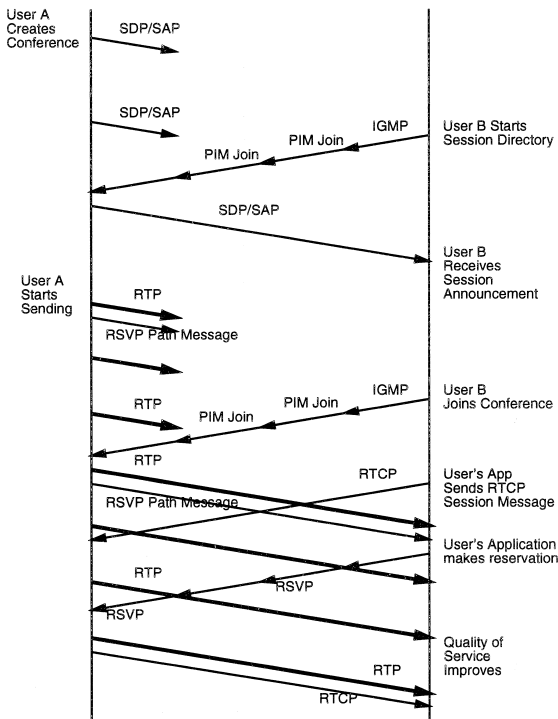 User A
Creates
Conference
SDP/SAP
SDP/SAP
IGMP
PIM Join
PIM Join
User B Starts
Session Directory
SDP/SAP
User B
Receives
Session
Announcement
User A
Starts
Sending
RTP
RSVP Path Message
RTP
IGMP
PIM Join
PIM Join
User B
Joins Conference
RTP
RTCP
User's App
Sends RTCP
Session Message
RSVP Path Message
User's Application
makes reservation
RTP
RSVP
RSVP
Quality of
Service
Improves
RTP
RTCP